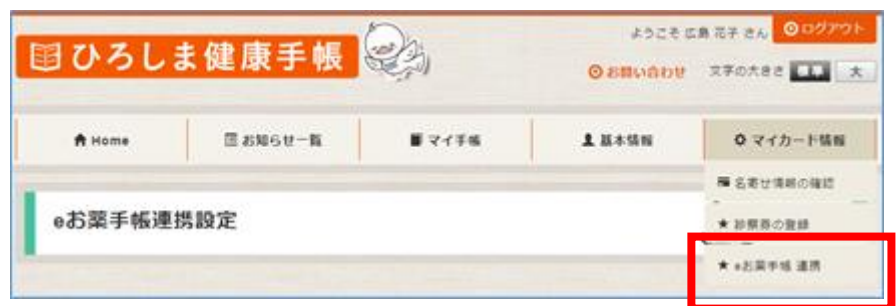 ようこそ 広島 花子 さん ログアウト
ひろしま健康手帳
お問い合わせ 文字の大きさ 標準 大
Home お知らせ一覧 マイ手帳 基本情報 マイカード情報
名寄せ情報の確認
eお薬手帳連携設定
★ 診察券の登録
★ eお薬手帳 連携